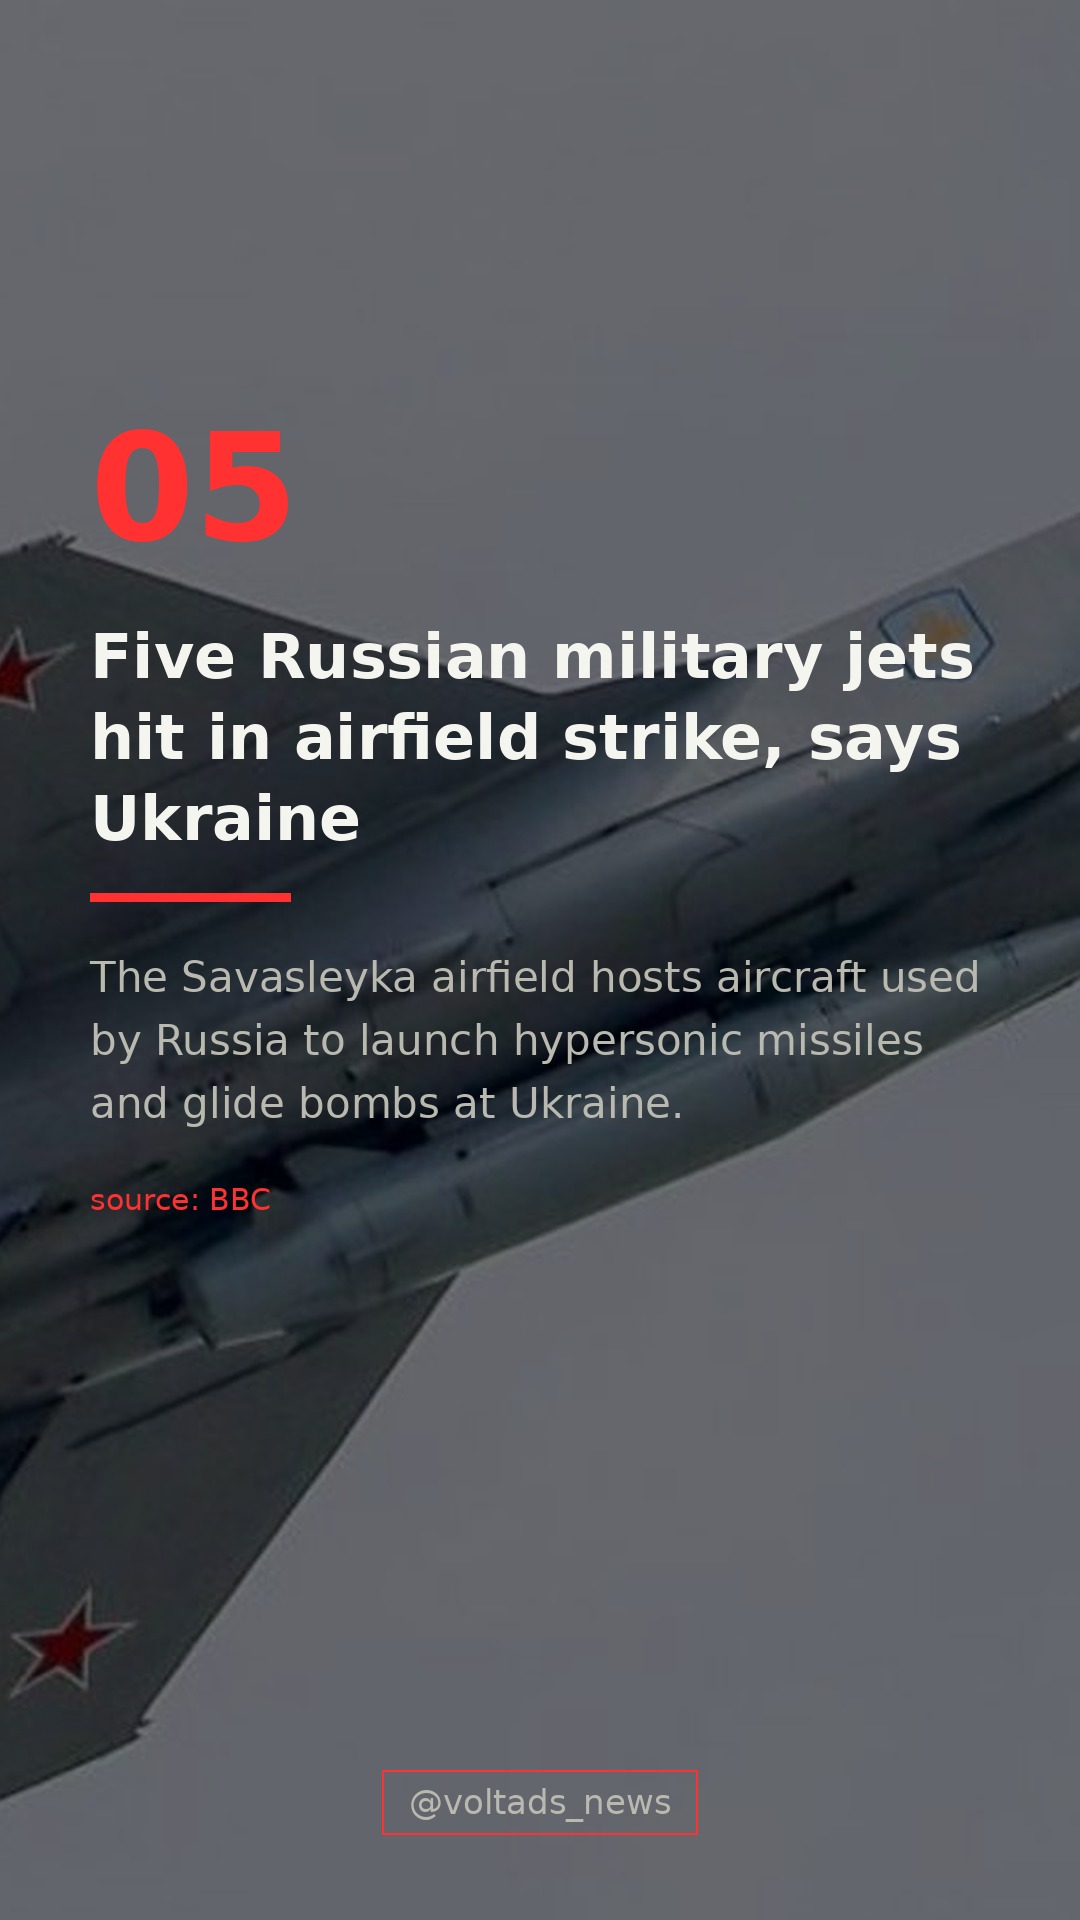 05
Five Russian military jets
hit in airfield strike, says
Ukraine
The Savasleyka airfield hosts aircraft used
by Russia to launch hypersonic missiles
and glide bombs at Ukraine.
source: BBC
@voltads_news